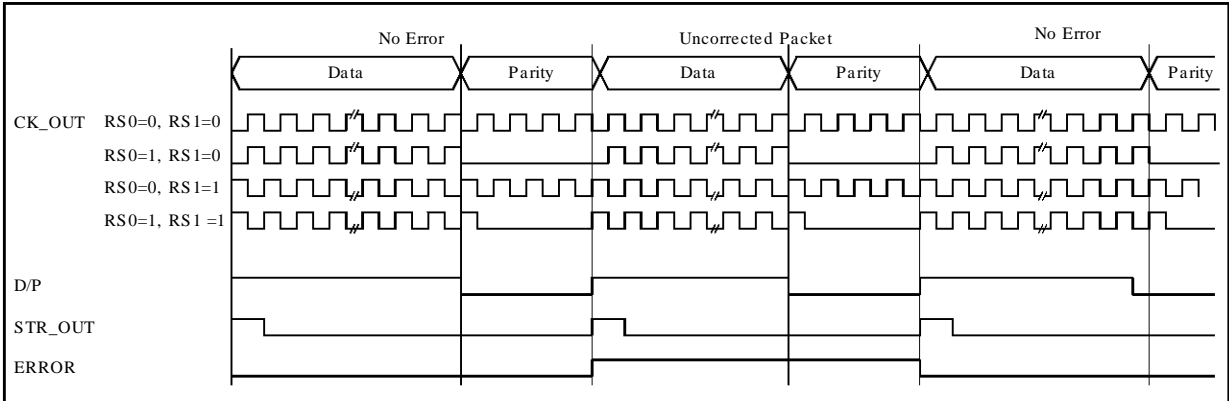 No Error Uncorrected Packet No Error
Data Parity Data Parity Data Parity
CK_OUT RS0=0, RS1=0
RS0=1, RS1=0
RS0=0, RS1=1
RS0=1, RS1 =1
D/P
STR_OUT
ERROR